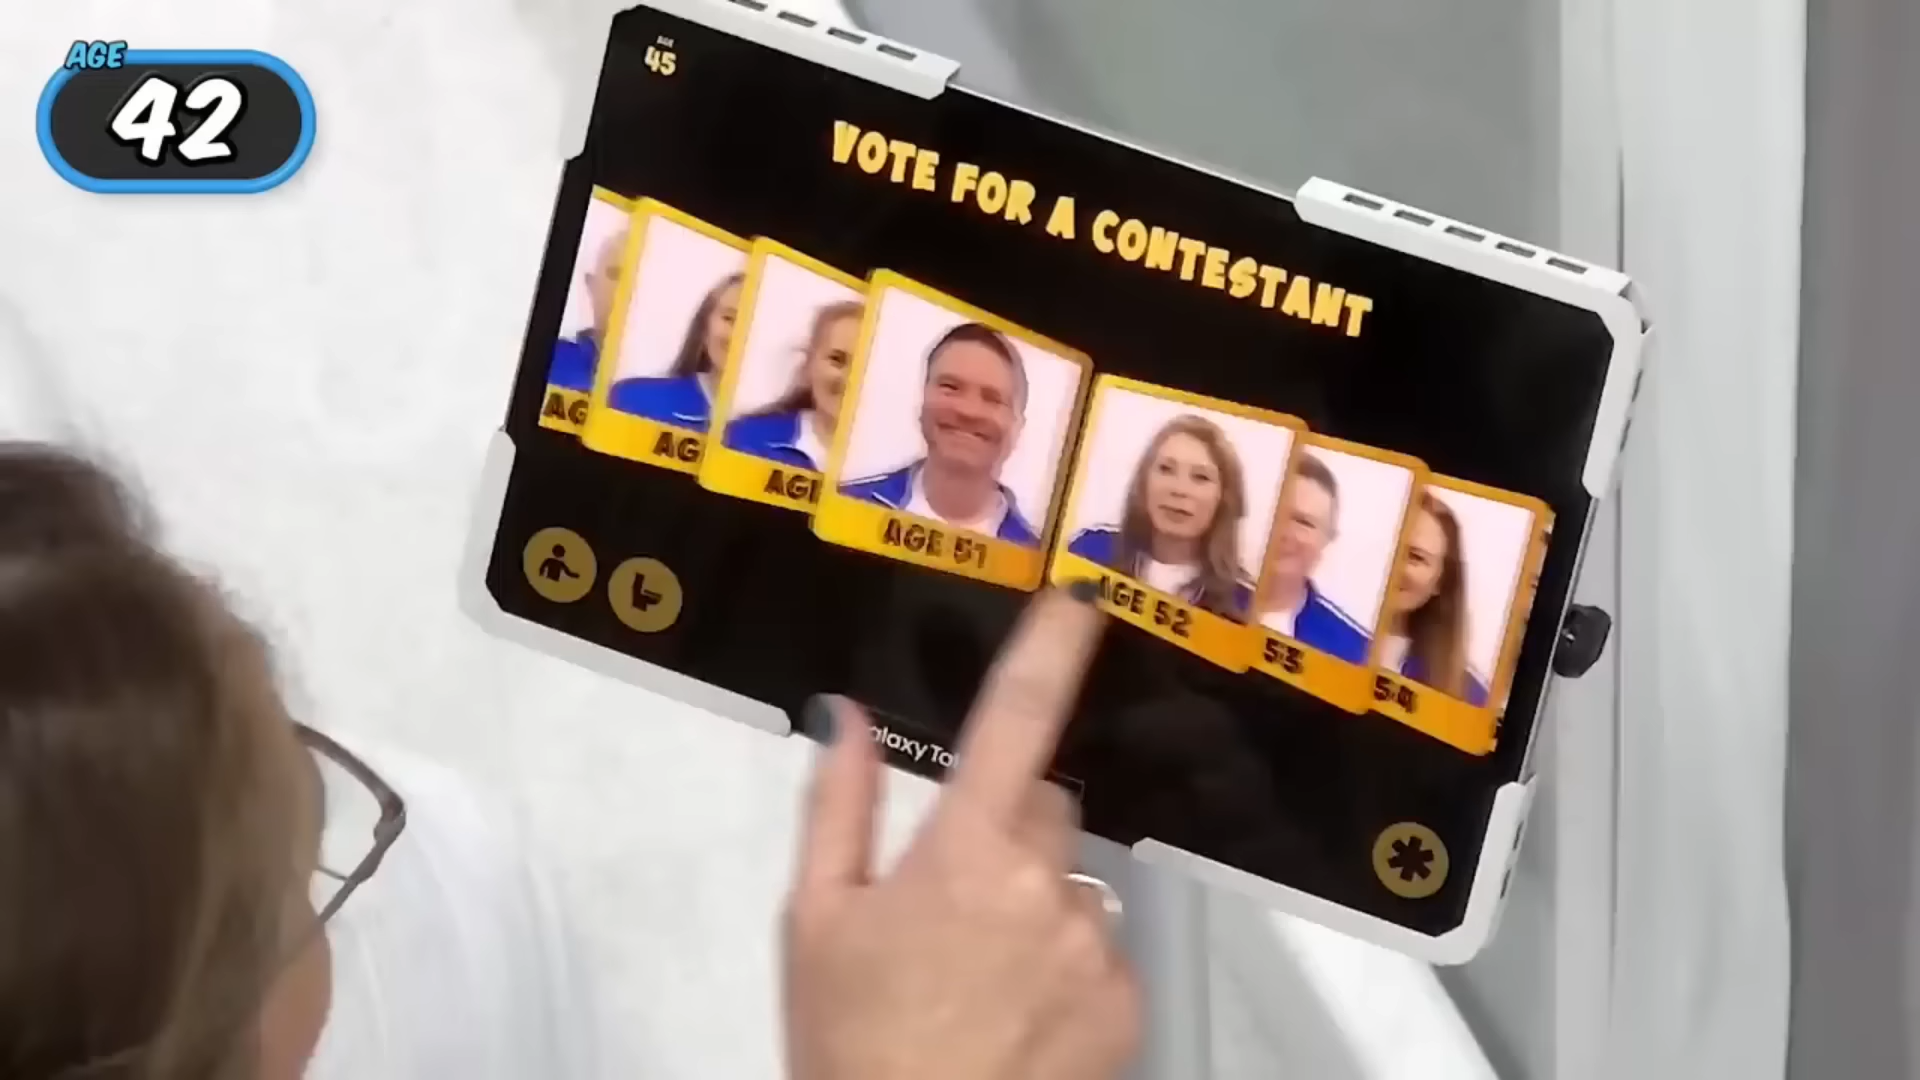 AGE
42
AGE
45
VOTE FOR A CONTESTANT
AGE 51
AGE 52
53
54